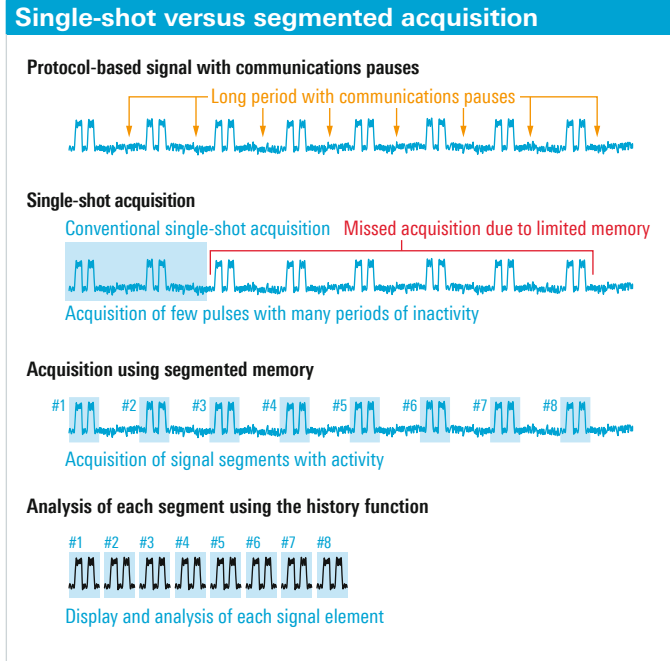 Single-shot versus segmented acquisition
Protocol-based signal with communications pauses
Long period with communications pauses
Single-shot acquisition
Conventional single-shot acquisition Missed acquisition due to limited memory
Acquisition of few pulses with many periods of inactivity
Acquisition using segmented memory
#1 #2 #3 #4 #5 #6 #7 #8
Acquisition of signal segments with activity
Analysis of each segment using the history function
#1 #2 #3 #4 #5 #6 #7 #8
Display and analysis of each signal element